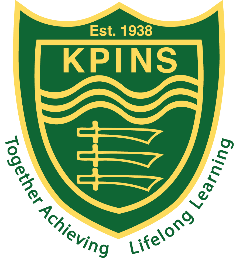 Est. 1938
KPINS
Together Achieving
Lifelong Learning